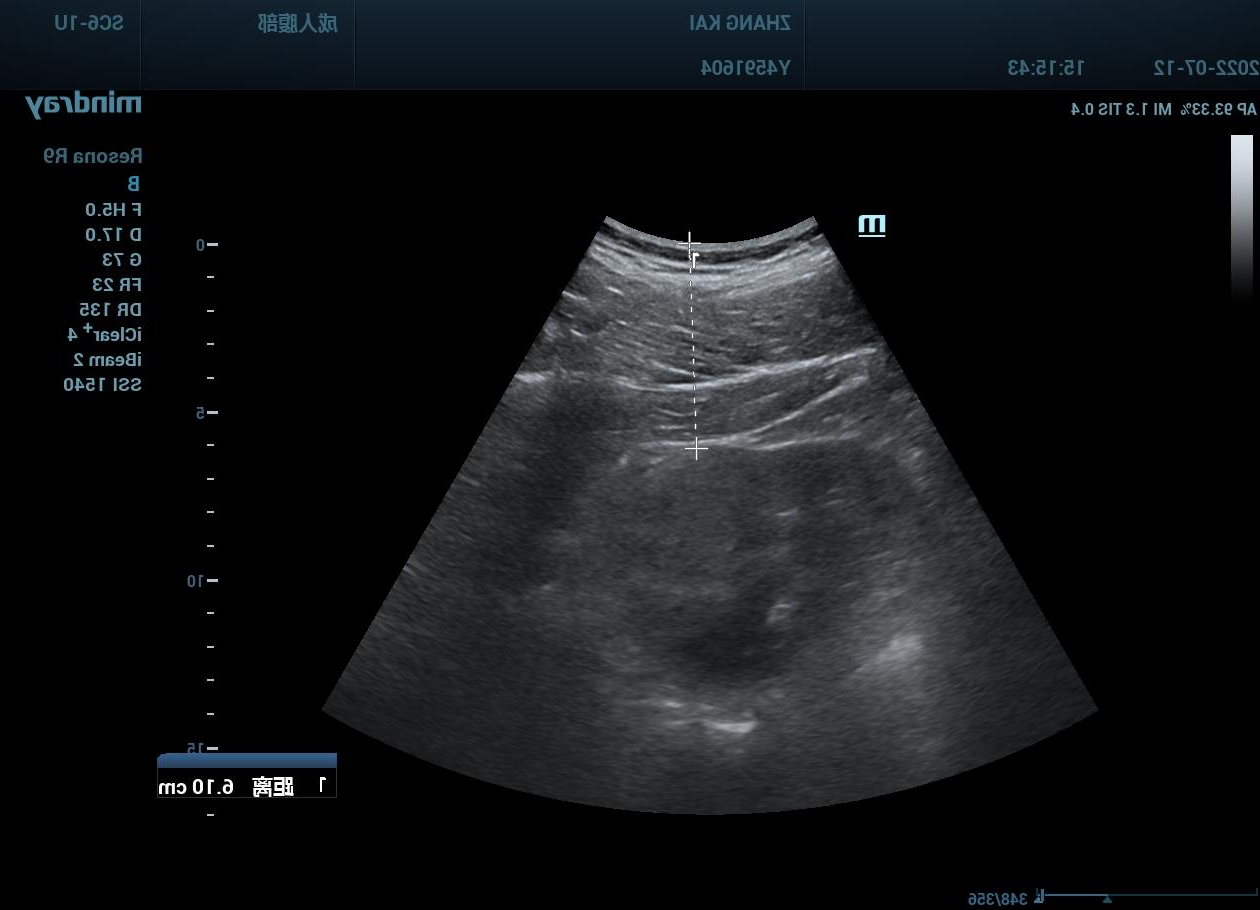 SC6-1U 成人腹部 ZHANG KAI
Y4591604 15:15:43 2022-07-12
mindray
AP 93.33% MI 1.3 TIS 0.4
Resona R9
B
F H5.0
D 17.0
G 73
FR 23
DR 135
iClear+ 4
iBeam 2
SSI 1540
m
1
0
5
10
15
1 距离 6.10 cm
348/356